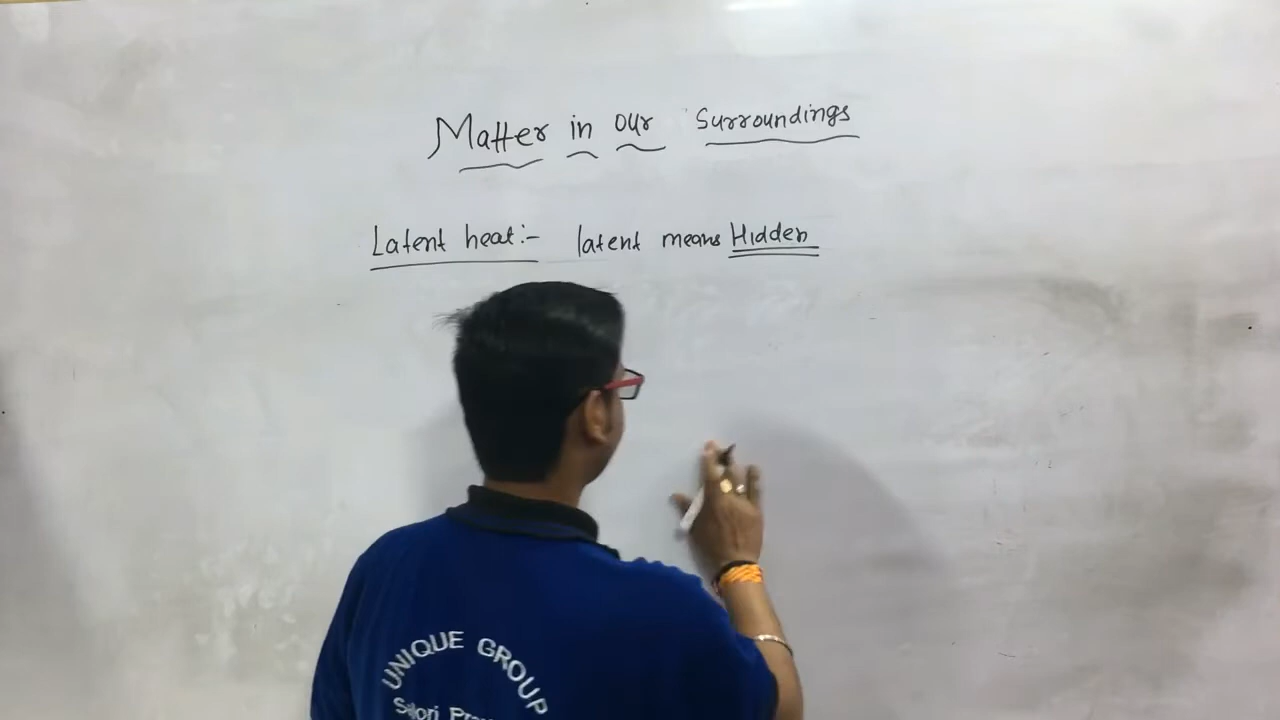 Matter in our Surroundings
Latent heat:- latent means Hidden
UNIQUE GROUP